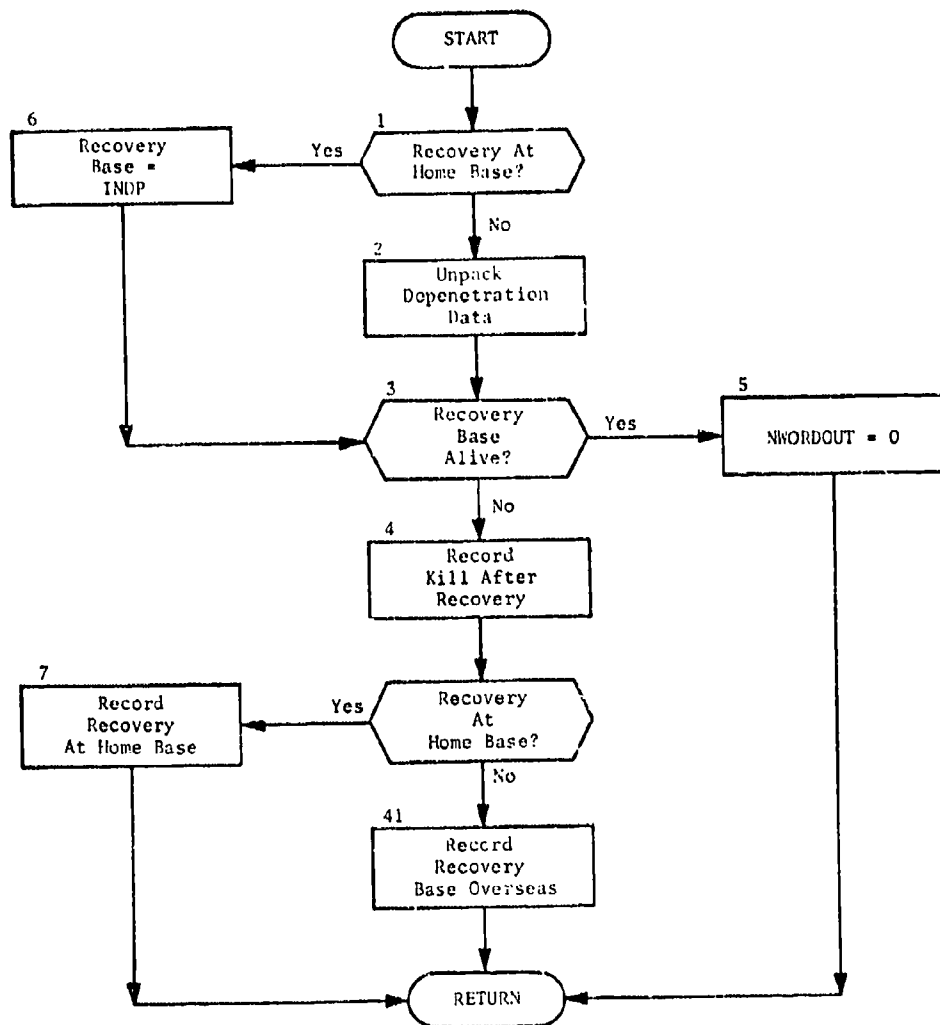 START
1
Recovery At
Home Base?
Yes
No
6
Recovery
Base =
INDP
2
Unpack
Depenetration
Data
3
Recovery
Base
Alive?
Yes
No
5
NWORDOUT = 0
4
Record
Kill After
Recovery
Recovery
At
Home Base?
Yes
No
7
Record
Recovery
At Home Base
41
Record
Recovery
Base Overseas
RETURN